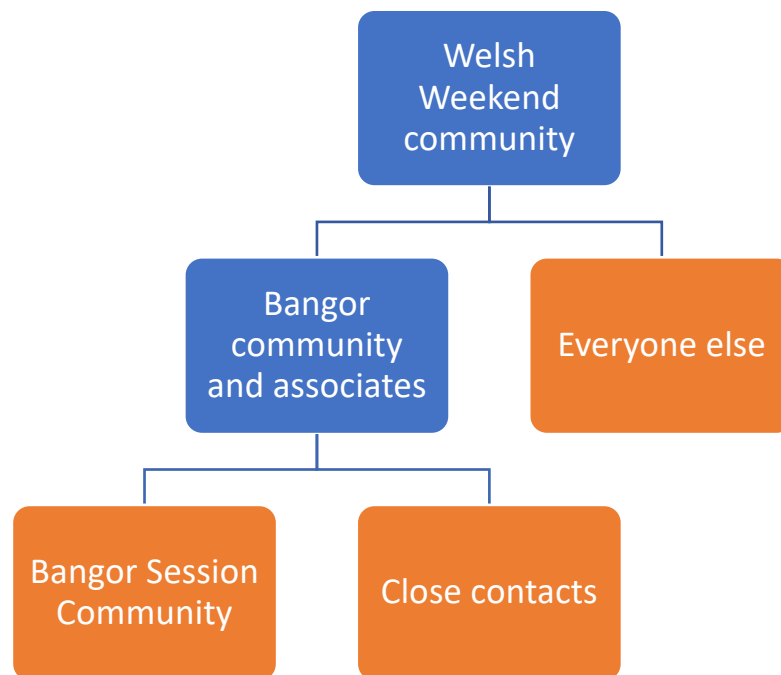 Welsh
Weekend
community
Bangor
community
and associates
Everyone else
Bangor Session
Community
Close contacts